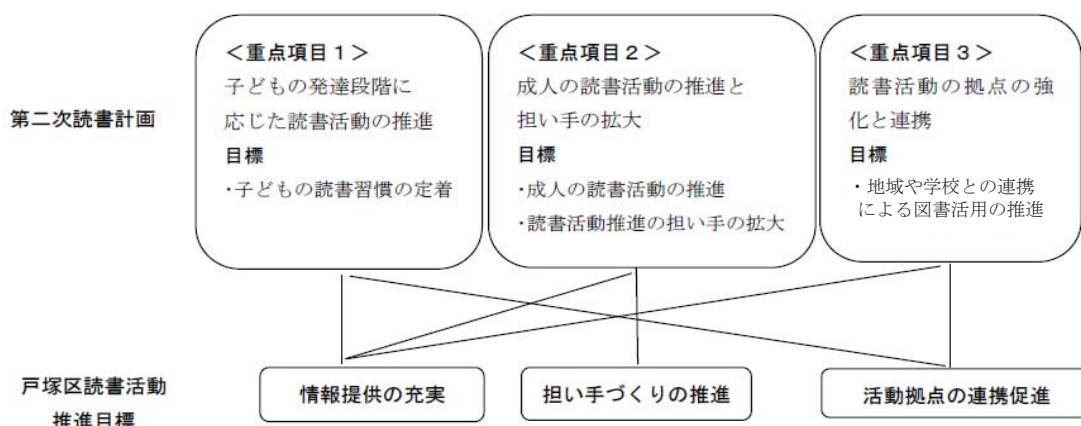 第二次読書計画
＜重点項目１＞
子どもの発達段階に
応じた読書活動の推進
目標
・子どもの読書習慣の定着
＜重点項目２＞
成人の読書活動の推進と
担い手の拡大
目標
・成人の読書活動の推進
・読書活動推進の担い手の拡大
＜重点項目３＞
読書活動の拠点の強
化と連携
目標
・地域や学校との連携
による図書活用の推進
戸塚区読書活動
推進目標
情報提供の充実
担い手づくりの推進
活動拠点の連携促進